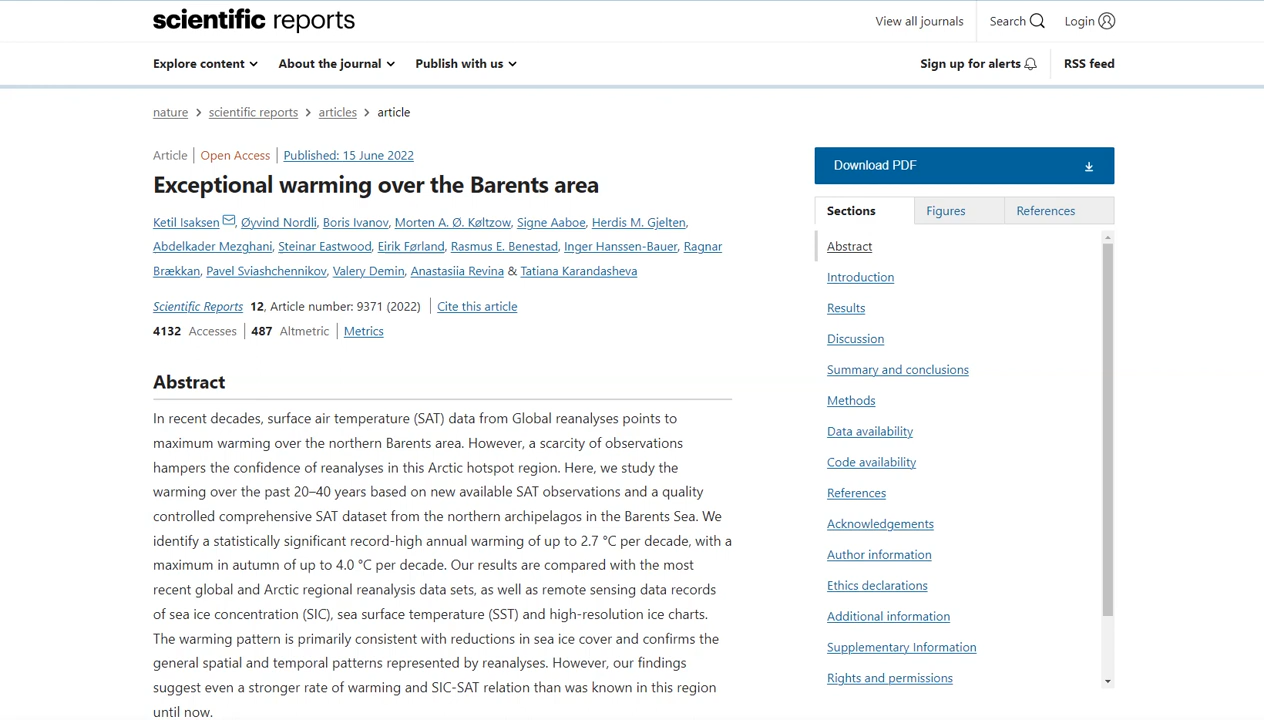 scientific reports
View all journals
Search
Login
Explore content
About the journal
Publish with us
Sign up for alerts
RSS feed
nature > scientific reports > articles > article
Article | Open Access | Published: 15 June 2022
Exceptional warming over the Barents area
Ketil Isaksen, Øyvind Nordli, Boris Ivanov, Morten A. Ø. Køltzow, Signe Aaboe, Herdis M. Gjelten,
Abdelkader Mezghani, Steinar Eastwood, Eirik Førland, Rasmus E. Benestad, Inger Hanssen-Bauer, Ragnar
Brækkan, Pavel Sviashchennikov, Valery Demin, Anastasiia Revina & Tatiana Karandasheva
Scientific Reports 12, Article number: 9371 (2022) | Cite this article
4132 Accesses | 487 Altmetric | Metrics
Abstract
In recent decades, surface air temperature (SAT) data from Global reanalyses points to
maximum warming over the northern Barents area. However, a scarcity of observations
hampers the confidence of reanalyses in this Arctic hotspot region. Here, we study the
warming over the past 20–40 years based on new available SAT observations and a quality
controlled comprehensive SAT dataset from the northern archipelagos in the Barents Sea. We
identify a statistically significant record-high annual warming of up to 2.7 °C per decade, with a
maximum in autumn of up to 4.0 °C per decade. Our results are compared with the most
recent global and Arctic regional reanalysis data sets, as well as remote sensing data records
of sea ice concentration (SIC), sea surface temperature (SST) and high-resolution ice charts.
The warming pattern is primarily consistent with reductions in sea ice cover and confirms the
general spatial and temporal patterns represented by reanalyses. However, our findings
suggest even a stronger rate of warming and SIC-SAT relation than was known in this region
until now.
Download PDF
Sections
Figures
References
Abstract
Introduction
Results
Discussion
Summary and conclusions
Methods
Data availability
Code availability
References
Acknowledgements
Author information
Ethics declarations
Additional information
Supplementary Information
Rights and permissions